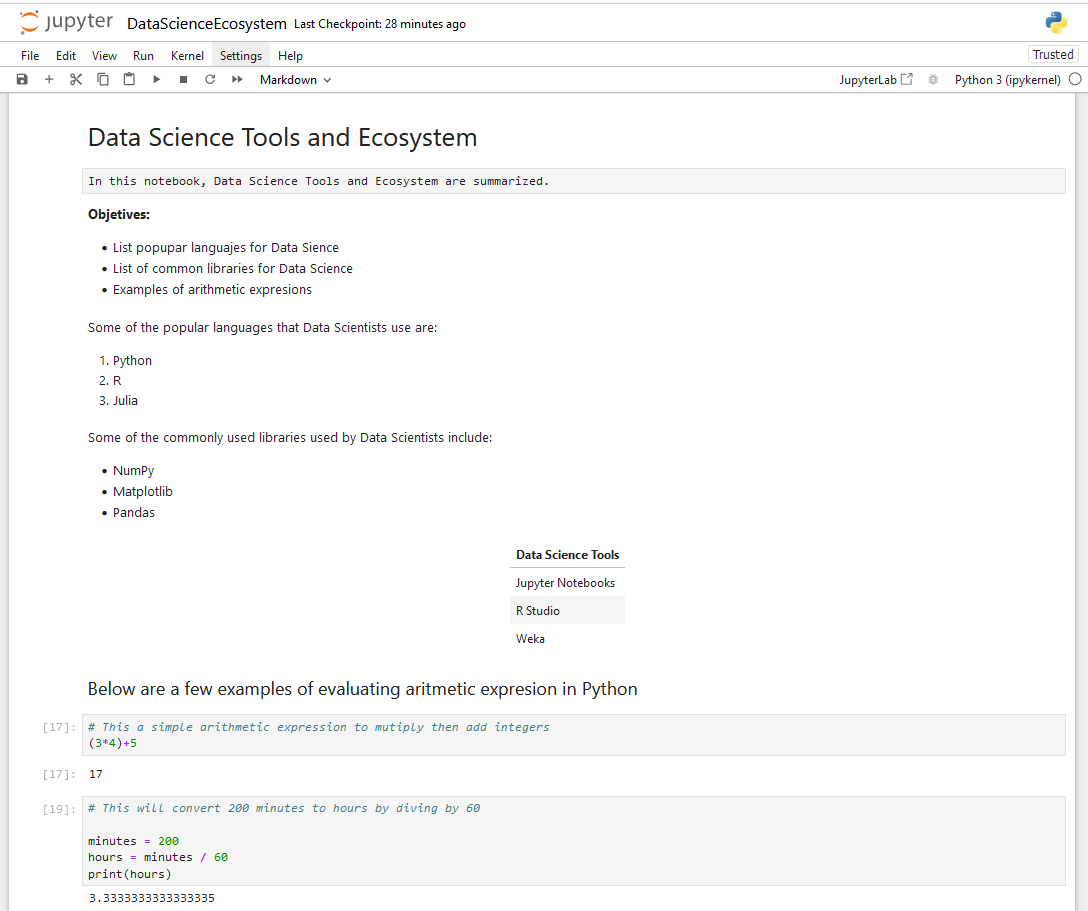 jupyter DataScienceEcosystem Last Checkpoint: 28 minutes ago
File Edit View Run Kernel Settings Help Trusted
Markdown JupyterLab Python 3 (ipykernel)
Data Science Tools and Ecosystem
In this notebook, Data Science Tools and Ecosystem are summarized.
Objetives:
• List popupar languajes for Data Sience
• List of common libraries for Data Science
• Examples of arithmetic expresions
Some of the popular languages that Data Scientists use are:
1. Python
2. R
3. Julia
Some of the commonly used libraries used by Data Scientists include:
• NumPy
• Matplotlib
• Pandas
Data Science Tools
Jupyter Notebooks
R Studio
Weka
Below are a few examples of evaluating aritmetic expresion in Python
[17]: # This a simple arithmetic expression to mutiply then add integers
(3*4)+5
[17]: 17
[19]: # This will convert 200 minutes to hours by diving by 60
minutes = 200
hours = minutes / 60
print(hours)
3.3333333333333335